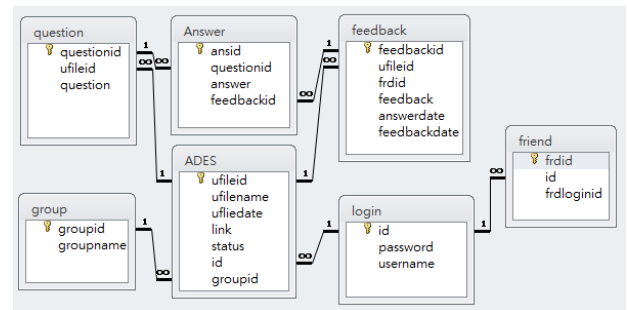 question
questionid
ufileid
question
Answer
ansid
questionid
answer
feedbackid
feedback
feedbackid
ufileid
frdid
feedback
answerdate
feedbackdate
friend
frdid
id
frdloginid
ADES
ufileid
ufilename
ufliedate
link
status
id
groupid
group
groupid
groupname
login
id
password
username
1
∞
∞
∞
1
∞
1
∞
1
1
1
∞
1
∞
1
∞